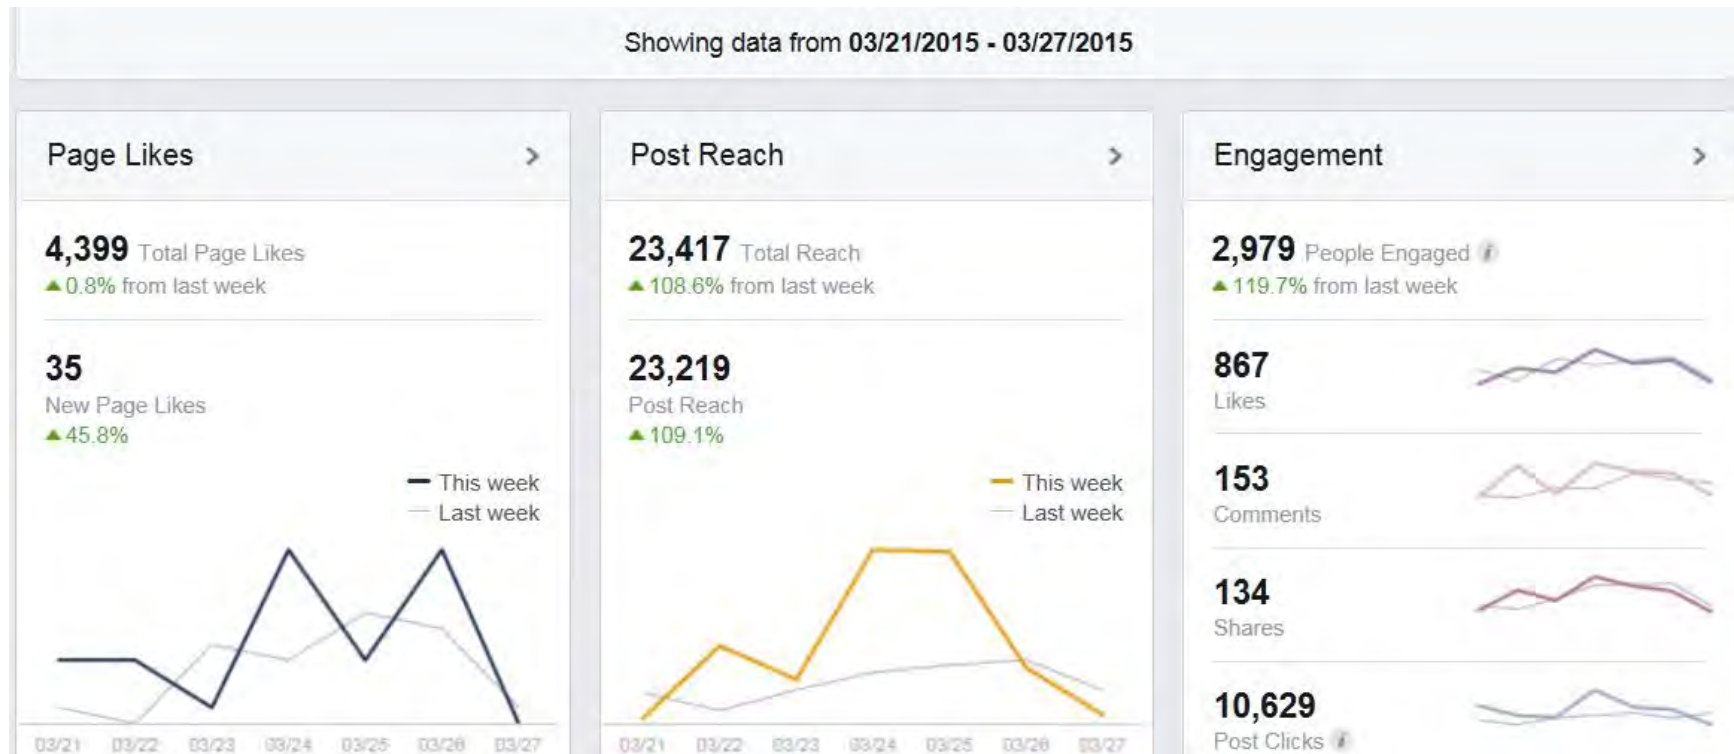 Showing data from 03/21/2015 - 03/27/2015
Page Likes
4,399 Total Page Likes
0.8% from last week
35
New Page Likes
45.8%
This week
Last week
03/21 03/22 03/23 03/24 03/25 03/26 03/27
Post Reach
23,417 Total Reach
108.6% from last week
23,219
Post Reach
109.1%
This week
Last week
03/21 03/22 03/23 03/24 03/25 03/26 03/27
Engagement
2,979 People Engaged i
119.7% from last week
867
Likes
153
Comments
134
Shares
10,629
Post Clicks i